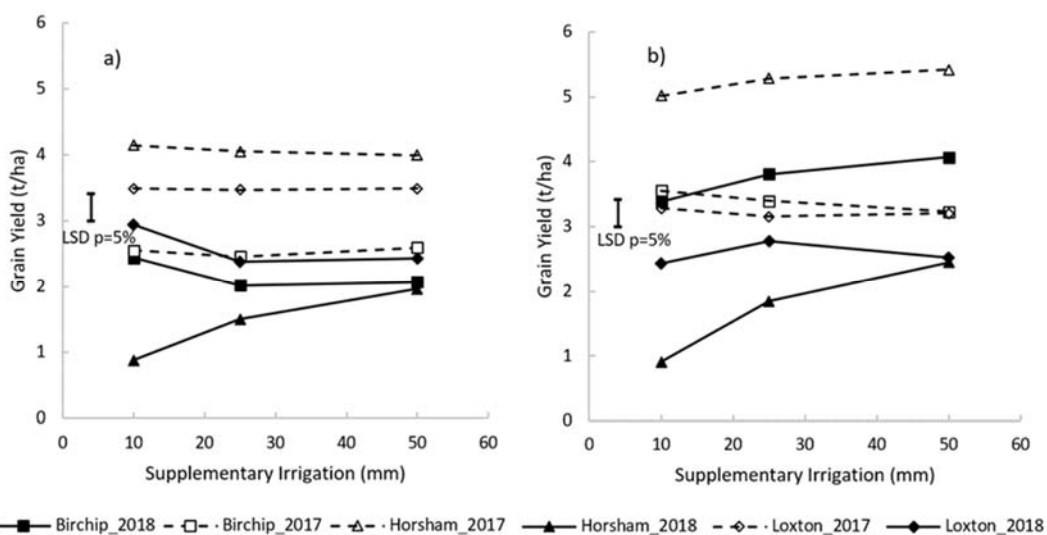 a)
Grain Yield (t/ha)
6
5
4
3
2
1
0
LSD p=5%
0 10 20 30 40 50 60
Supplementary Irrigation (mm)
b)
Grain Yield (t/ha)
6
5
4
3
2
1
0
LSD p=5%
0 10 20 30 40 50 60
Supplementary Irrigation (mm)
Birchip_2018 Birchip_2017 Horsham_2017 Horsham_2018 Loxton_2017 Loxton_2018